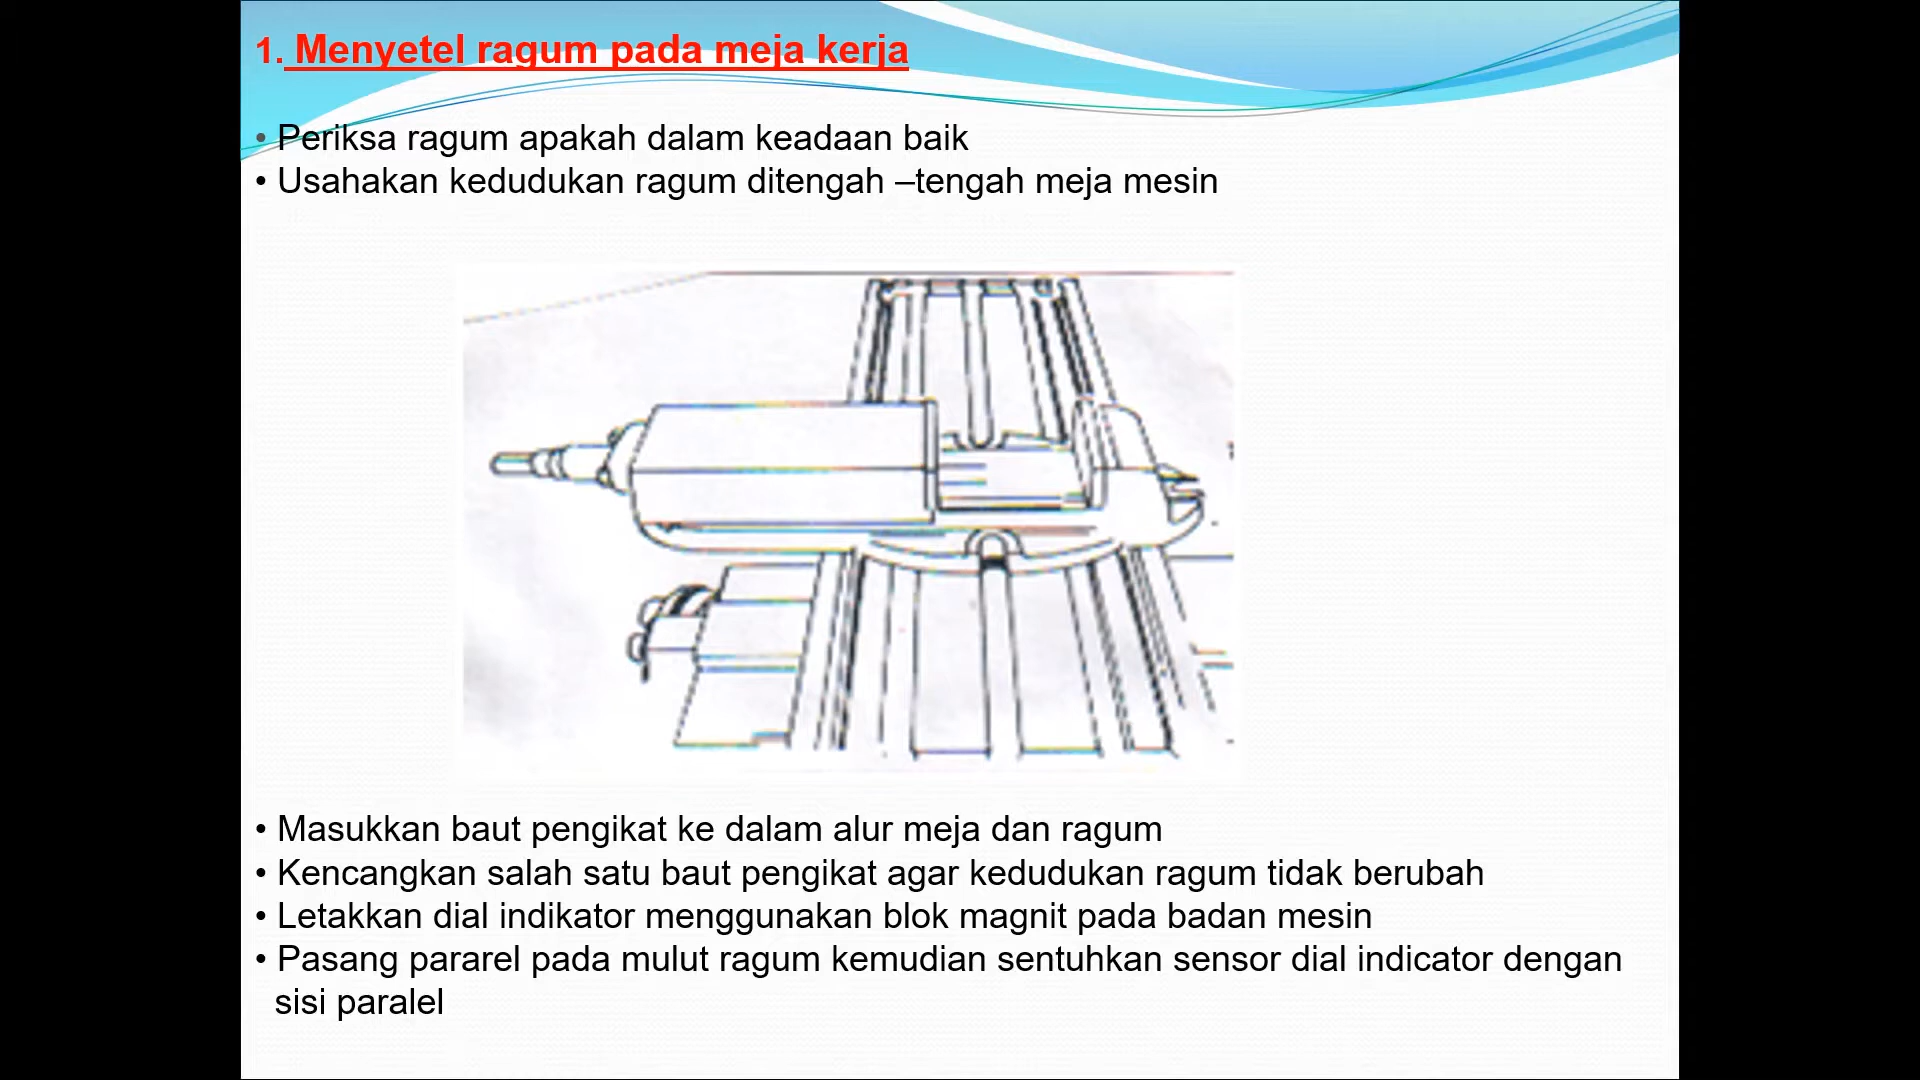 1. Menyetel ragum pada meja kerja
• Periksa ragum apakah dalam keadaan baik
• Usahakan kedudukan ragum ditengah –tengah meja mesin
• Masukkan baut pengikat ke dalam alur meja dan ragum
• Kencangkan salah satu baut pengikat agar kedudukan ragum tidak berubah
• Letakkan dial indikator menggunakan blok magnit pada badan mesin
• Pasang pararel pada mulut ragum kemudian sentuhkan sensor dial indicator dengan
sisi paralel